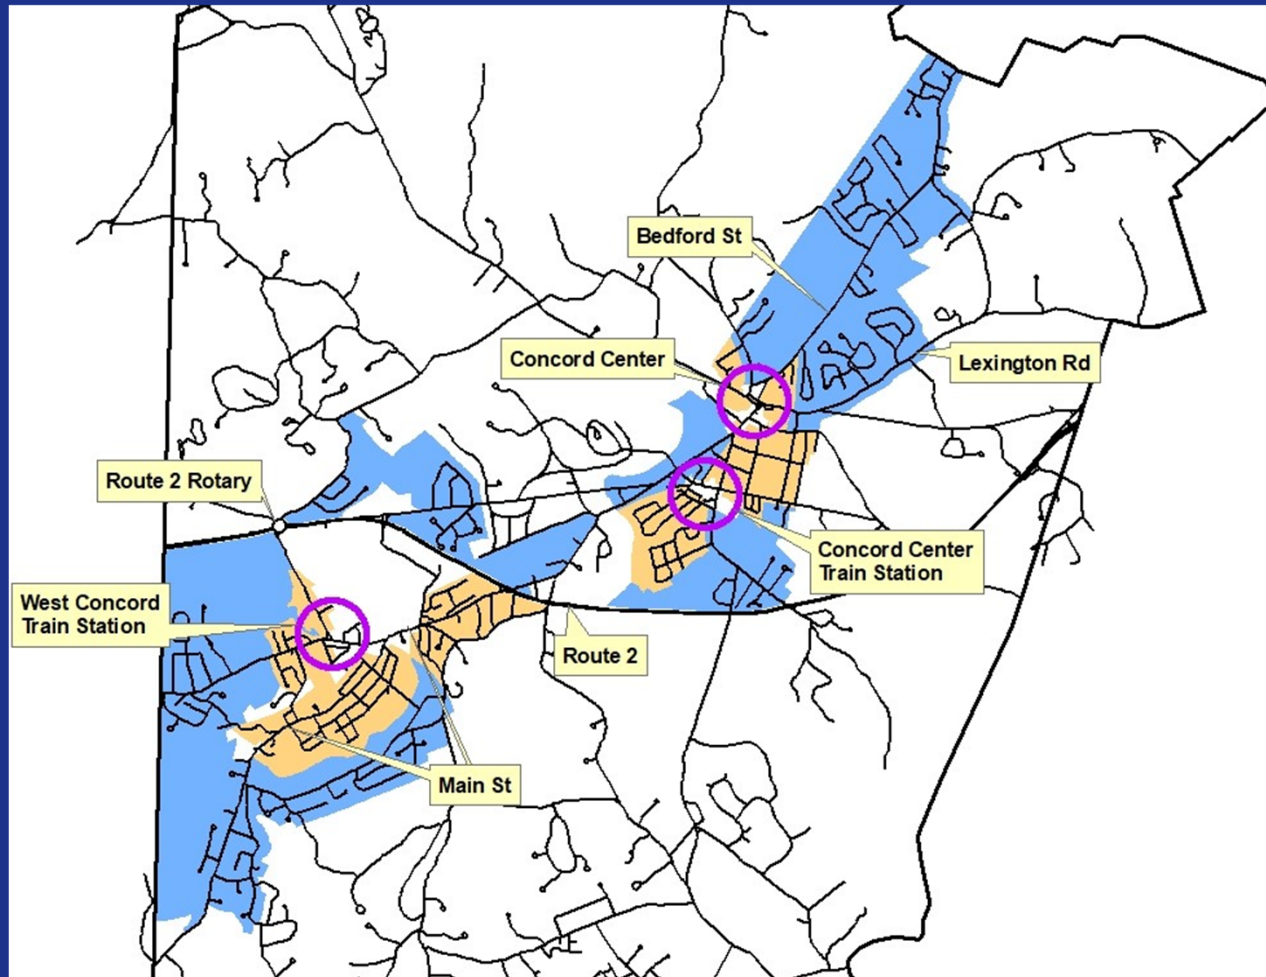 Bedford St
Concord Center
Lexington Rd
Route 2 Rotary
Concord Center
Train Station
West Concord
Train Station
Route 2
Main St